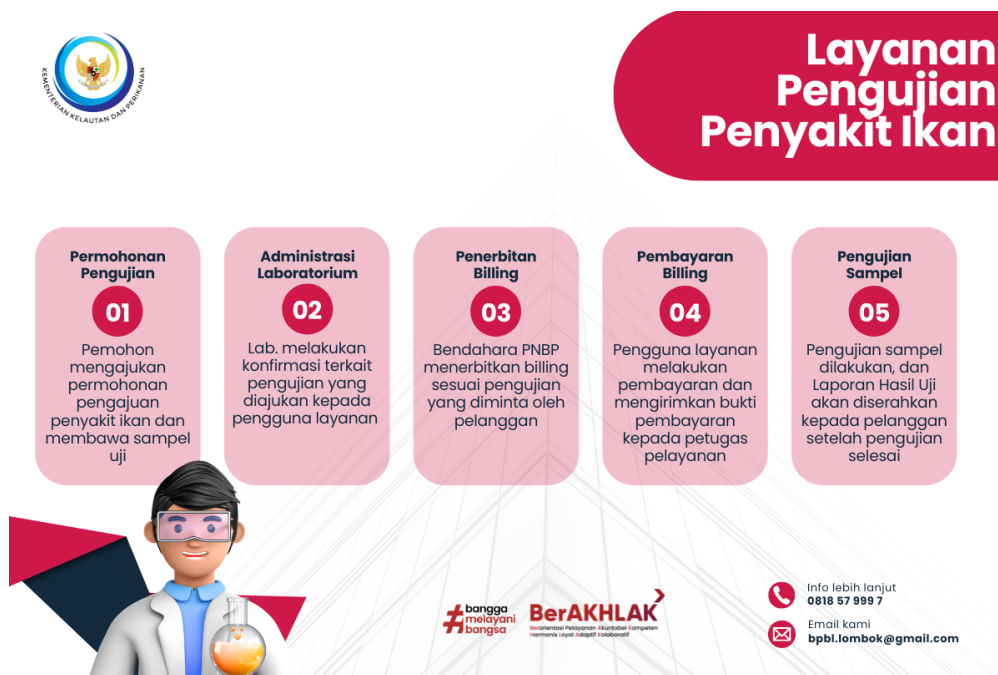 KEMENTERIAN KELAUTAN DAN PERIKANAN
Layanan
Pengujian
Penyakit Ikan
Permohonan
Pengujian
01
Pemohon
mengajukan
permohonan
pengajuan
penyakit ikan dan
membawa sampel
uji
Administrasi
Laboratorium
02
Lab. melakukan
konfirmasi terkait
pengujian yang
diajukan kepada
pengguna layanan
Penerbitan
Billing
03
Bendahara PNBP
menerbitkan billing
sesuai pengujian
yang diminta oleh
pelanggan
Pembayaran
Billing
04
Pengguna layanan
melakukan
pembayaran dan
mengirimkan bukti
pembayaran
kepada petugas
pelayanan
Pengujian
Sampel
05
Pengujian sampel
dilakukan, dan
Laporan Hasil Uji
akan diserahkan
kepada pelanggan
setelah pengujian
selesai
#bangga
melayani
bangsa
BerAKHLAK
Berorientasi Pelayanan Akuntabel Kompeten
Harmonis Loyal Adaptif Kolaboratif
Info lebih lanjut
0818 57 999 7
Email kami
bpbl.lombok@gmail.com